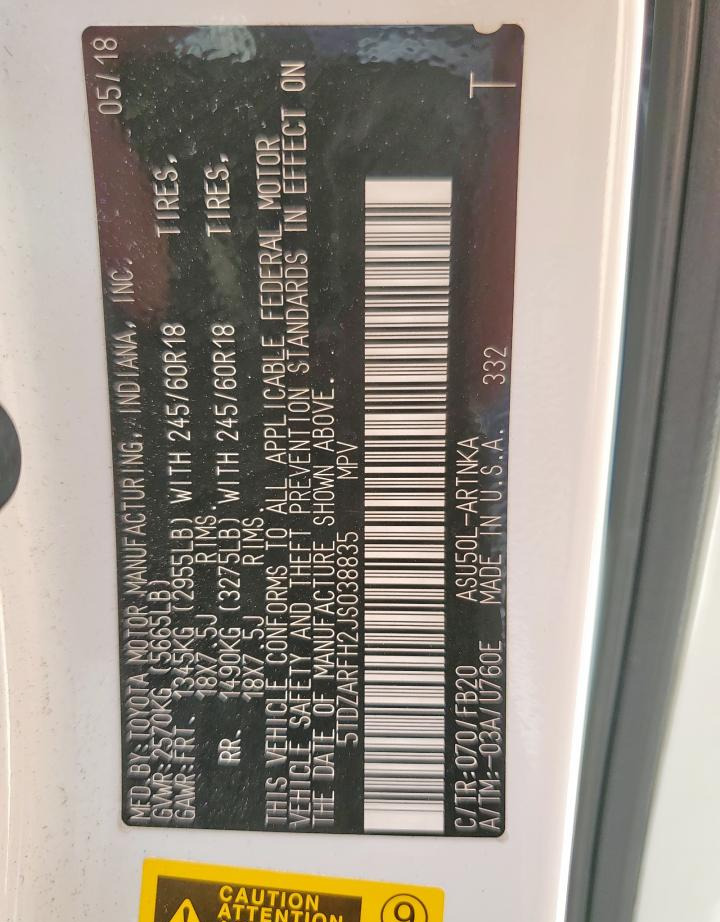 MFD.BY:TOYOTA MOTOR MANUFACTURING, INDIANA, INC. 05/18
GVWR:2570KG (5665LB)
GAWR:FRT. 1345KG (2955LB) WITH 245/60R18 TIRES,
18X7.5J RIMS.
RR. 1490KG (3275LB) WITH 245/60R18 TIRES,
18X7.5J RIMS.
THIS VEHICLE CONFORMS TO ALL APPLICABLE FEDERAL MOTOR
VEHICLE SAFETY AND THEFT PREVENTION STANDARDS IN EFFECT ON
THE DATE OF MANUFACTURE SHOWN ABOVE.
5TDZARFH2JS038835 MPV
C/TR:070/FB20 ASU50L-ARTNKA
A/TM:-03A/U760E MADE IN U.S.A. 332 T
CAUTION
ATTENTION
9